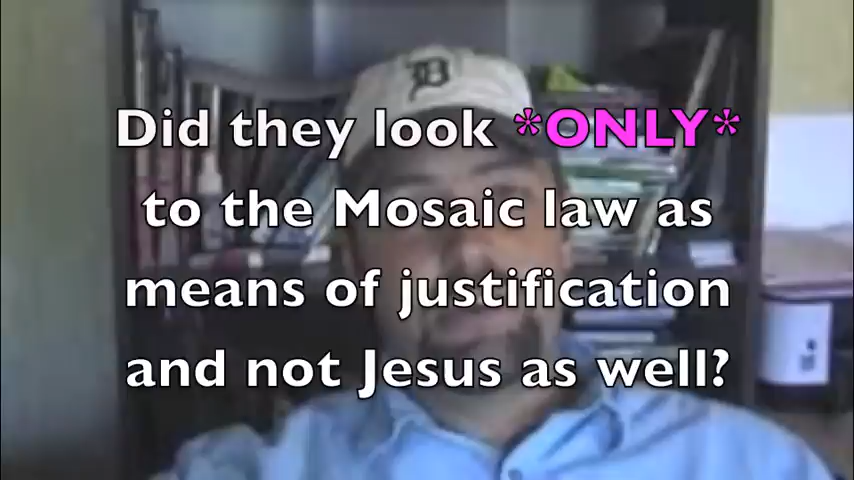 D
Did they look *ONLY*
to the Mosaic law as
means of justification
and not Jesus as well?